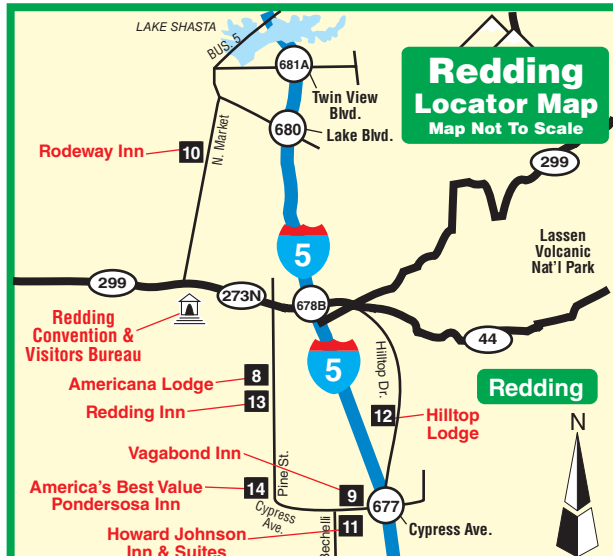 LAKE SHASTA
BUS. 5
681A
Twin View
Blvd.
680
Lake Blvd.
Redding
Locator Map
Map Not To Scale
Rodeway Inn
10
N. Market
299
5
Lassen
Volcanic
Nat'l Park
299
273N
678B
44
Redding
Convention &
Visitors Bureau
5
Hilltop Dr.
Americana Lodge
8
Redding Inn
13
Redding
12
Hilltop
Lodge
N
Vagabond Inn
Pine St.
America's Best Value
Pondersosa Inn
14
9
677
Cypress
Ave.
Cypress Ave.
Howard Johnson
Inn & Suites
11
Bechelli